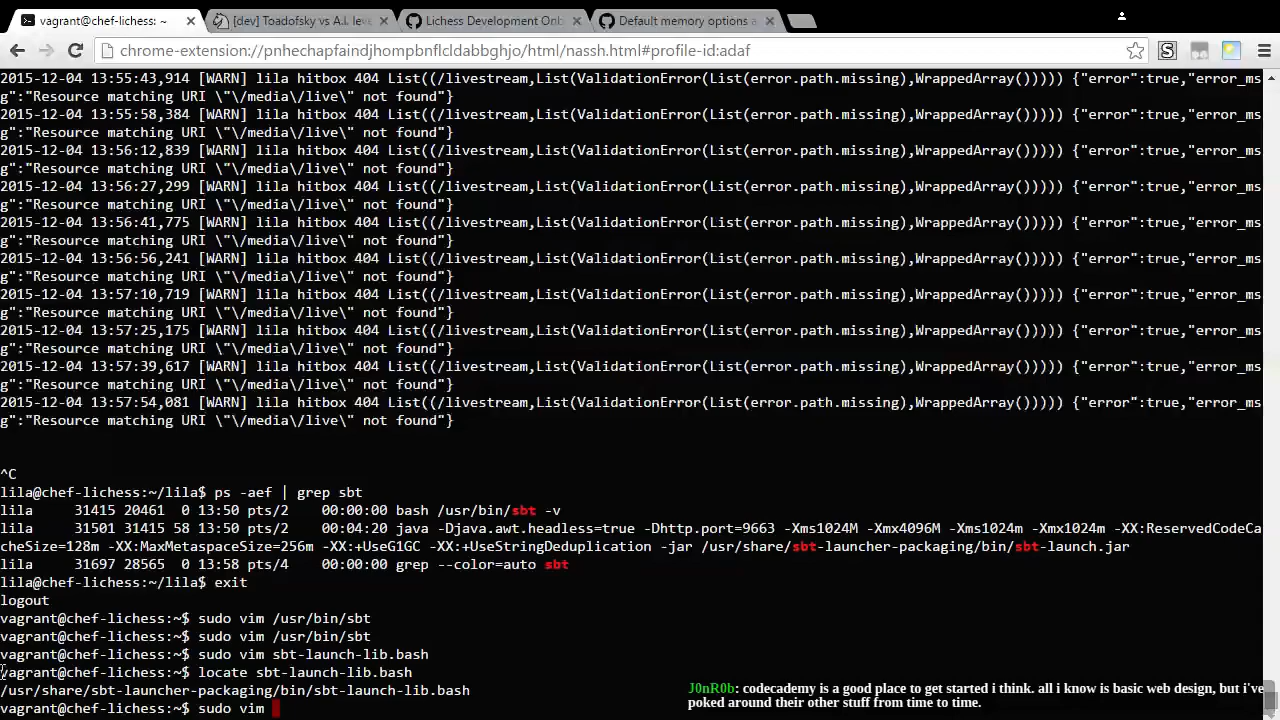 vagrant@chef-lichess: ~
[dev] Toadofsky vs A.I. leve
Lichess Development Onb
Default memory options a
chrome-extension://pnhechapfaindjhompbnflcldabbghjo/html/nassh.html#profile-id:adaf
2015-12-04 13:55:43,914 [WARN] lila hitbox 404 List((/livestream,List(ValidationError(List(error.path.missing),WrappedArray())))) {"error":true,"error_ms
g":"Resource matching URI \"\/media\/live\" not found"}
2015-12-04 13:55:58,384 [WARN] lila hitbox 404 List((/livestream,List(ValidationError(List(error.path.missing),WrappedArray())))) {"error":true,"error_ms
g":"Resource matching URI \"\/media\/live\" not found"}
2015-12-04 13:56:12,839 [WARN] lila hitbox 404 List((/livestream,List(ValidationError(List(error.path.missing),WrappedArray())))) {"error":true,"error_ms
g":"Resource matching URI \"\/media\/live\" not found"}
2015-12-04 13:56:27,299 [WARN] lila hitbox 404 List((/livestream,List(ValidationError(List(error.path.missing),WrappedArray())))) {"error":true,"error_ms
g":"Resource matching URI \"\/media\/live\" not found"}
2015-12-04 13:56:41,775 [WARN] lila hitbox 404 List((/livestream,List(ValidationError(List(error.path.missing),WrappedArray())))) {"error":true,"error_ms
g":"Resource matching URI \"\/media\/live\" not found"}
2015-12-04 13:56:56,241 [WARN] lila hitbox 404 List((/livestream,List(ValidationError(List(error.path.missing),WrappedArray())))) {"error":true,"error_ms
g":"Resource matching URI \"\/media\/live\" not found"}
2015-12-04 13:57:10,719 [WARN] lila hitbox 404 List((/livestream,List(ValidationError(List(error.path.missing),WrappedArray())))) {"error":true,"error_ms
g":"Resource matching URI \"\/media\/live\" not found"}
2015-12-04 13:57:25,175 [WARN] lila hitbox 404 List((/livestream,List(ValidationError(List(error.path.missing),WrappedArray())))) {"error":true,"error_ms
g":"Resource matching URI \"\/media\/live\" not found"}
2015-12-04 13:57:39,617 [WARN] lila hitbox 404 List((/livestream,List(ValidationError(List(error.path.missing),WrappedArray())))) {"error":true,"error_ms
g":"Resource matching URI \"\/media\/live\" not found"}
2015-12-04 13:57:54,081 [WARN] lila hitbox 404 List((/livestream,List(ValidationError(List(error.path.missing),WrappedArray())))) {"error":true,"error_ms
g":"Resource matching URI \"\/media\/live\" not found"}
^C
lila@chef-lichess:~/lila$ ps -aef | grep sbt
lila     31415 20461  0 13:50 pts/2    00:00:00 bash /usr/bin/sbt -v
lila     31501 31415 58 13:50 pts/2    00:04:20 java -Djava.awt.headless=true -Dhttp.port=9663 -Xms1024M -Xmx4096M -Xms1024m -Xmx1024m -XX:ReservedCodeCa
cheSize=128m -XX:MaxMetaspaceSize=256m -XX:+UseG1GC -XX:+UseStringDeduplication -jar /usr/share/sbt-launcher-packaging/bin/sbt-launch.jar
lila     31697 28565  0 13:58 pts/4    00:00:00 grep --color=auto sbt
lila@chef-lichess:~/lila$ exit
logout
vagrant@chef-lichess:~$ sudo vim /usr/bin/sbt
vagrant@chef-lichess:~$ sudo vim /usr/bin/sbt
vagrant@chef-lichess:~$ sudo vim sbt-launch-lib.bash
vagrant@chef-lichess:~$ locate sbt-launch-lib.bash
/usr/share/sbt-launcher-packaging/bin/sbt-launch-lib.bash
vagrant@chef-lichess:~$ sudo vim
J0nR0b: codecademy is a good place to get started i think. all i know is basic web design, but i've
poked around their other stuff from time to time.